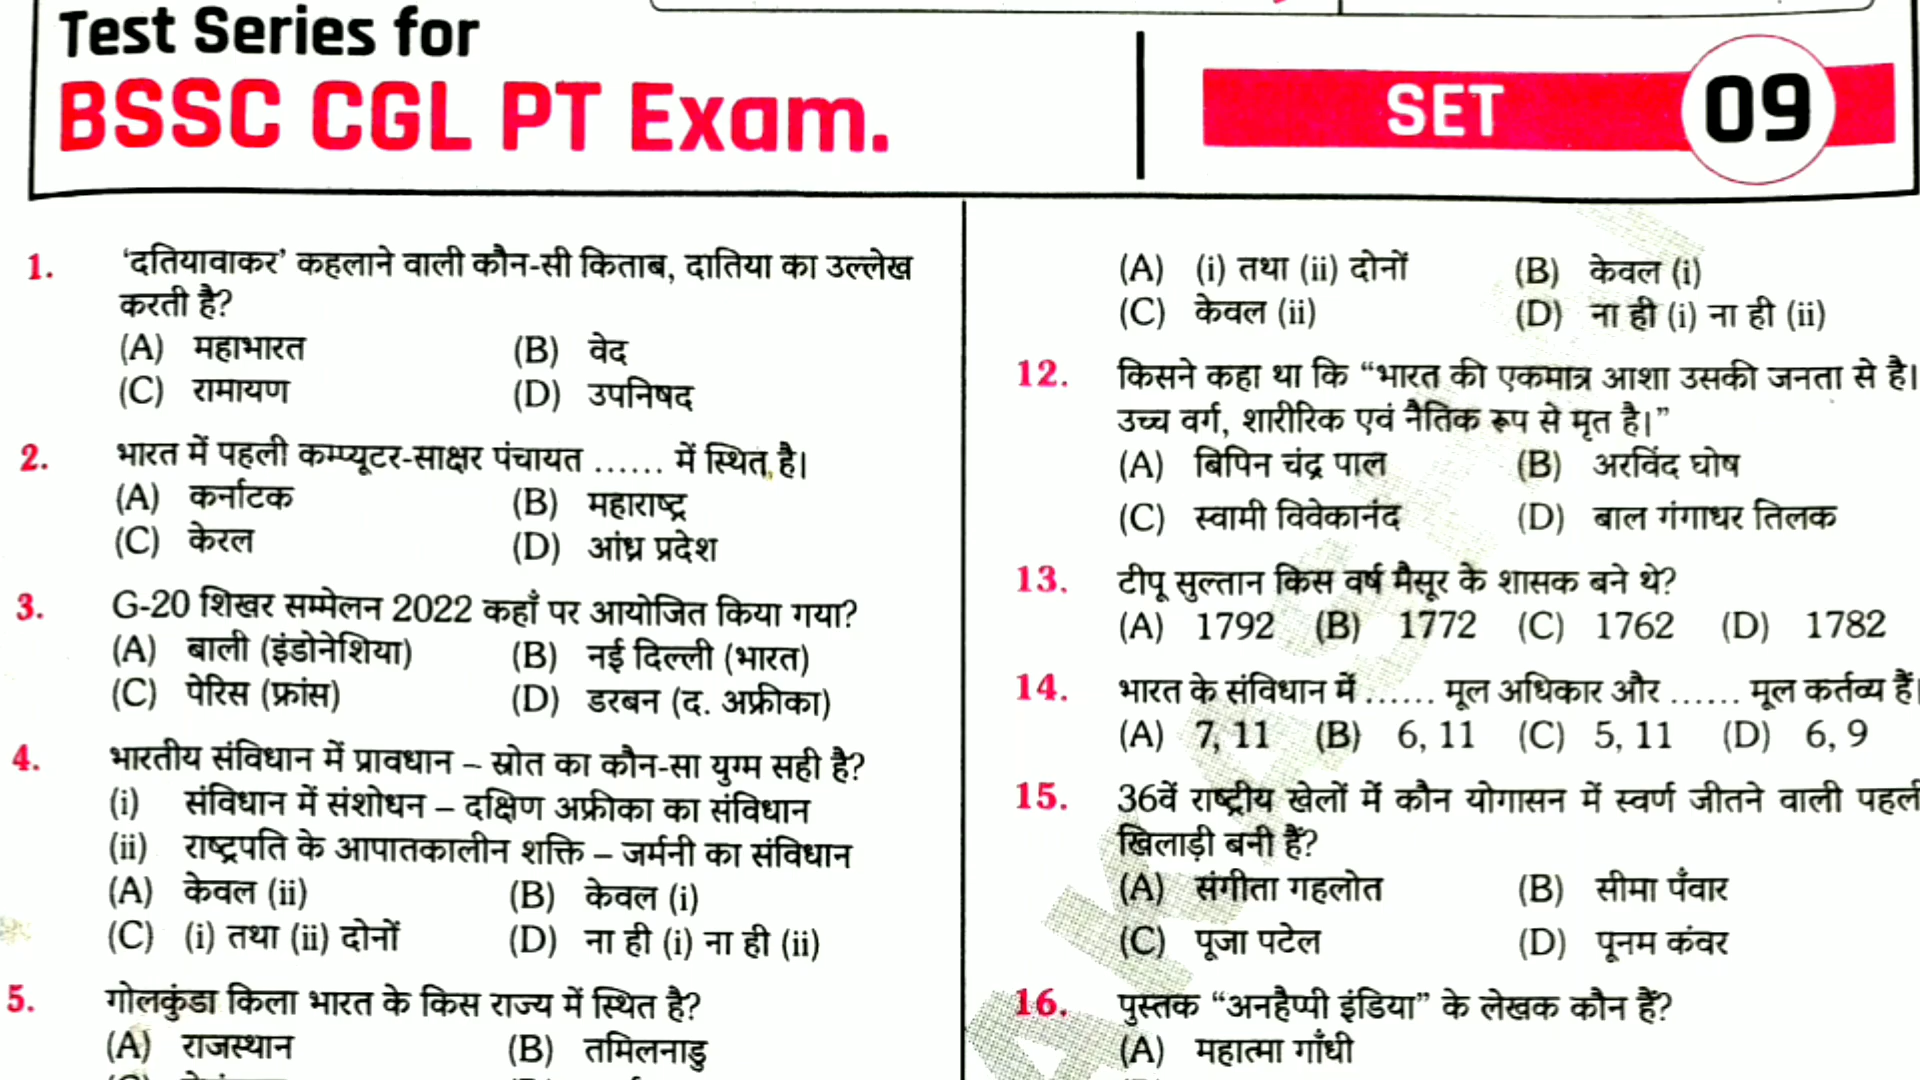 Test Series for
BSSC CGL PT Exam.
SET 09
1. ‘दतियावाकर’ कहलाने वाली कौन-सी किताब, दातिया का उल्लेख
करती है?
(A) महाभारत (B) वेद
(C) रामायण (D) उपनिषद
2. भारत में पहली कम्प्यूटर-साक्षर पंचायत ...... में स्थित है।
(A) कर्नाटक (B) महाराष्ट्र
(C) केरल (D) आंध्र प्रदेश
3. G-20 शिखर सम्मेलन 2022 कहाँ पर आयोजित किया गया?
(A) बाली (इंडोनेशिया) (B) नई दिल्ली (भारत)
(C) पेरिस (फ्रांस) (D) डरबन (द. अफ्रीका)
4. भारतीय संविधान में प्रावधान – स्रोत का कौन-सा युग्म सही है?
(i) संविधान में संशोधन – दक्षिण अफ्रीका का संविधान
(ii) राष्ट्रपति के आपातकालीन शक्ति – जर्मनी का संविधान
(A) केवल (ii) (B) केवल (i)
(C) (i) तथा (ii) दोनों (D) ना ही (i) ना ही (ii)
5. गोलकुंडा किला भारत के किस राज्य में स्थित है?
(A) राजस्थान (B) तमिलनाडु
(A) (i) तथा (ii) दोनों (B) केवल (i)
(C) केवल (ii) (D) ना ही (i) ना ही (ii)
12. किसने कहा था कि “भारत की एकमात्र आशा उसकी जनता से है।
उच्च वर्ग, शारीरिक एवं नैतिक रूप से मृत है।”
(A) बिपिन चंद्र पाल (B) अरविंद घोष
(C) स्वामी विवेकानंद (D) बाल गंगाधर तिलक
13. टीपू सुल्तान किस वर्ष मैसूर के शासक बने थे?
(A) 1792 (B) 1772 (C) 1762 (D) 1782
14. भारत के संविधान में ...... मूल अधिकार और ...... मूल कर्तव्य हैं।
(A) 7, 11 (B) 6, 11 (C) 5, 11 (D) 6, 9
15. 36वें राष्ट्रीय खेलों में कौन योगासन में स्वर्ण जीतने वाली पहली
खिलाड़ी बनी हैं?
(A) संगीता गहलोत (B) सीमा पँवार
(C) पूजा पटेल (D) पूनम कंवर
16. पुस्तक “अनहैप्पी इंडिया” के लेखक कौन हैं?
(A) महात्मा गाँधी